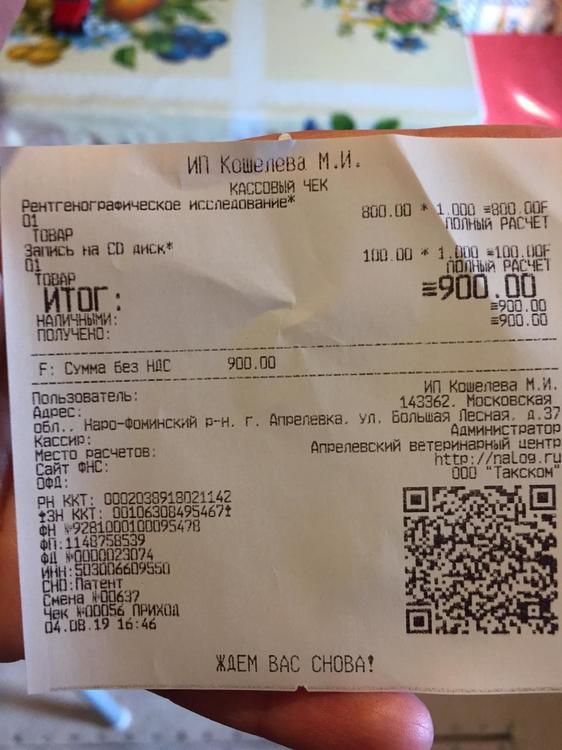 ИП Кошелева М.И.
КАССОВЫЙ ЧЕК
Рентгенографическое исследование* 800.00 * 1.000 ≡800.00F
01 ПОЛНЫЙ РАСЧЕТ
ТОВАР
Запись на CD диск* 100.00 * 1.000 ≡100.00F
01 ПОЛНЫЙ РАСЧЕТ
ТОВАР
ИТОГ: ≡900.00
НАЛИЧНЫМИ: ≡900.00
ПОЛУЧЕНО: ≡900.00
F: Сумма без НДС 900.00
Пользователь: ИП Кошелева М.И.
Адрес: 143362, Московская
обл., Наро-Фоминский р-н, г. Апрелевка, ул. Большая Лесная, д.37
Кассир: Администратор
Место расчетов: Апрелевский ветеринарный центр
Сайт ФНС: http://nalog.ru
ОФД: ООО "Такском"
РН ККТ: 0002038918021142
ЗН ККТ: 00106308495467
ФН №9281000100095478
ФП:1148758539
ФД №0000023074
ИНН:503006609550
СНО:Патент
Смена №00637
Чек №00056 ПРИХОД
04.08.19 16:46
ЖДЕМ ВАС СНОВА!